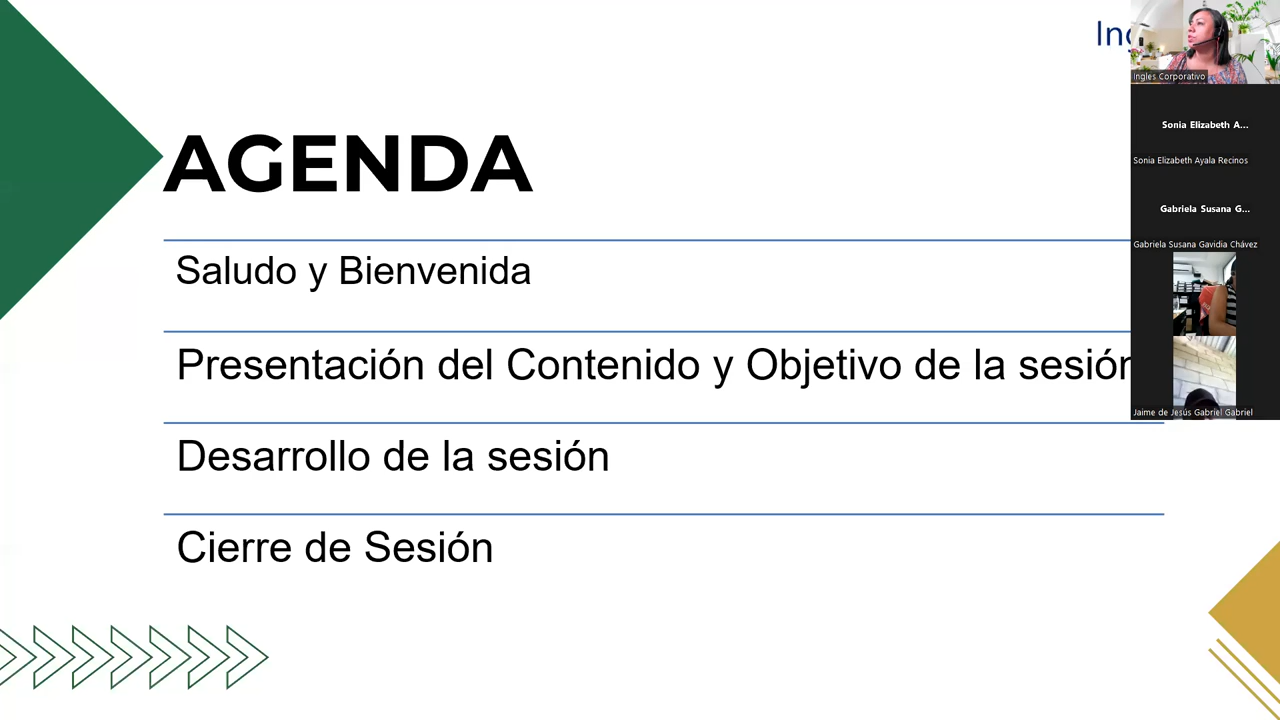 AGENDA
Saludo y Bienvenida
Presentación del Contenido y Objetivo de la sesión
Desarrollo de la sesión
Cierre de Sesión
Ingles Corporativo
Sonia Elizabeth A...
Sonia Elizabeth Ayala Recinos
Gabriela Susana G...
Gabriela Susana Gavidia Chávez
Jaime de Jesús Gabriel Gabriel